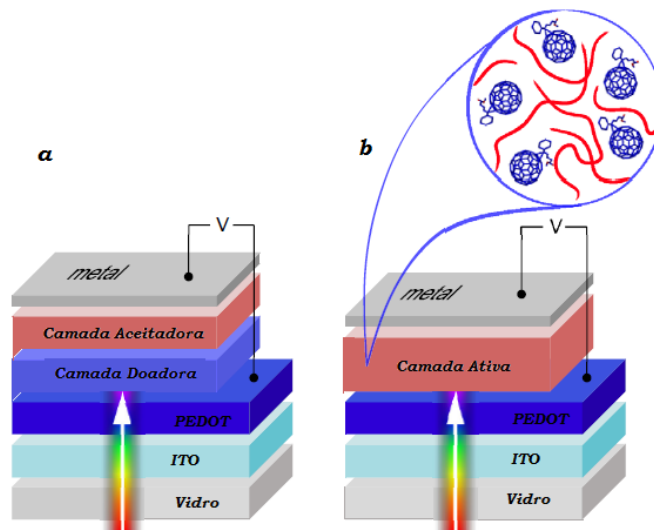 a
V
metal
Camada Aceitadora
Camada Doadora
PEDOT
ITO
Vidro
b
V
metal
Camada Ativa
PEDOT
ITO
Vidro